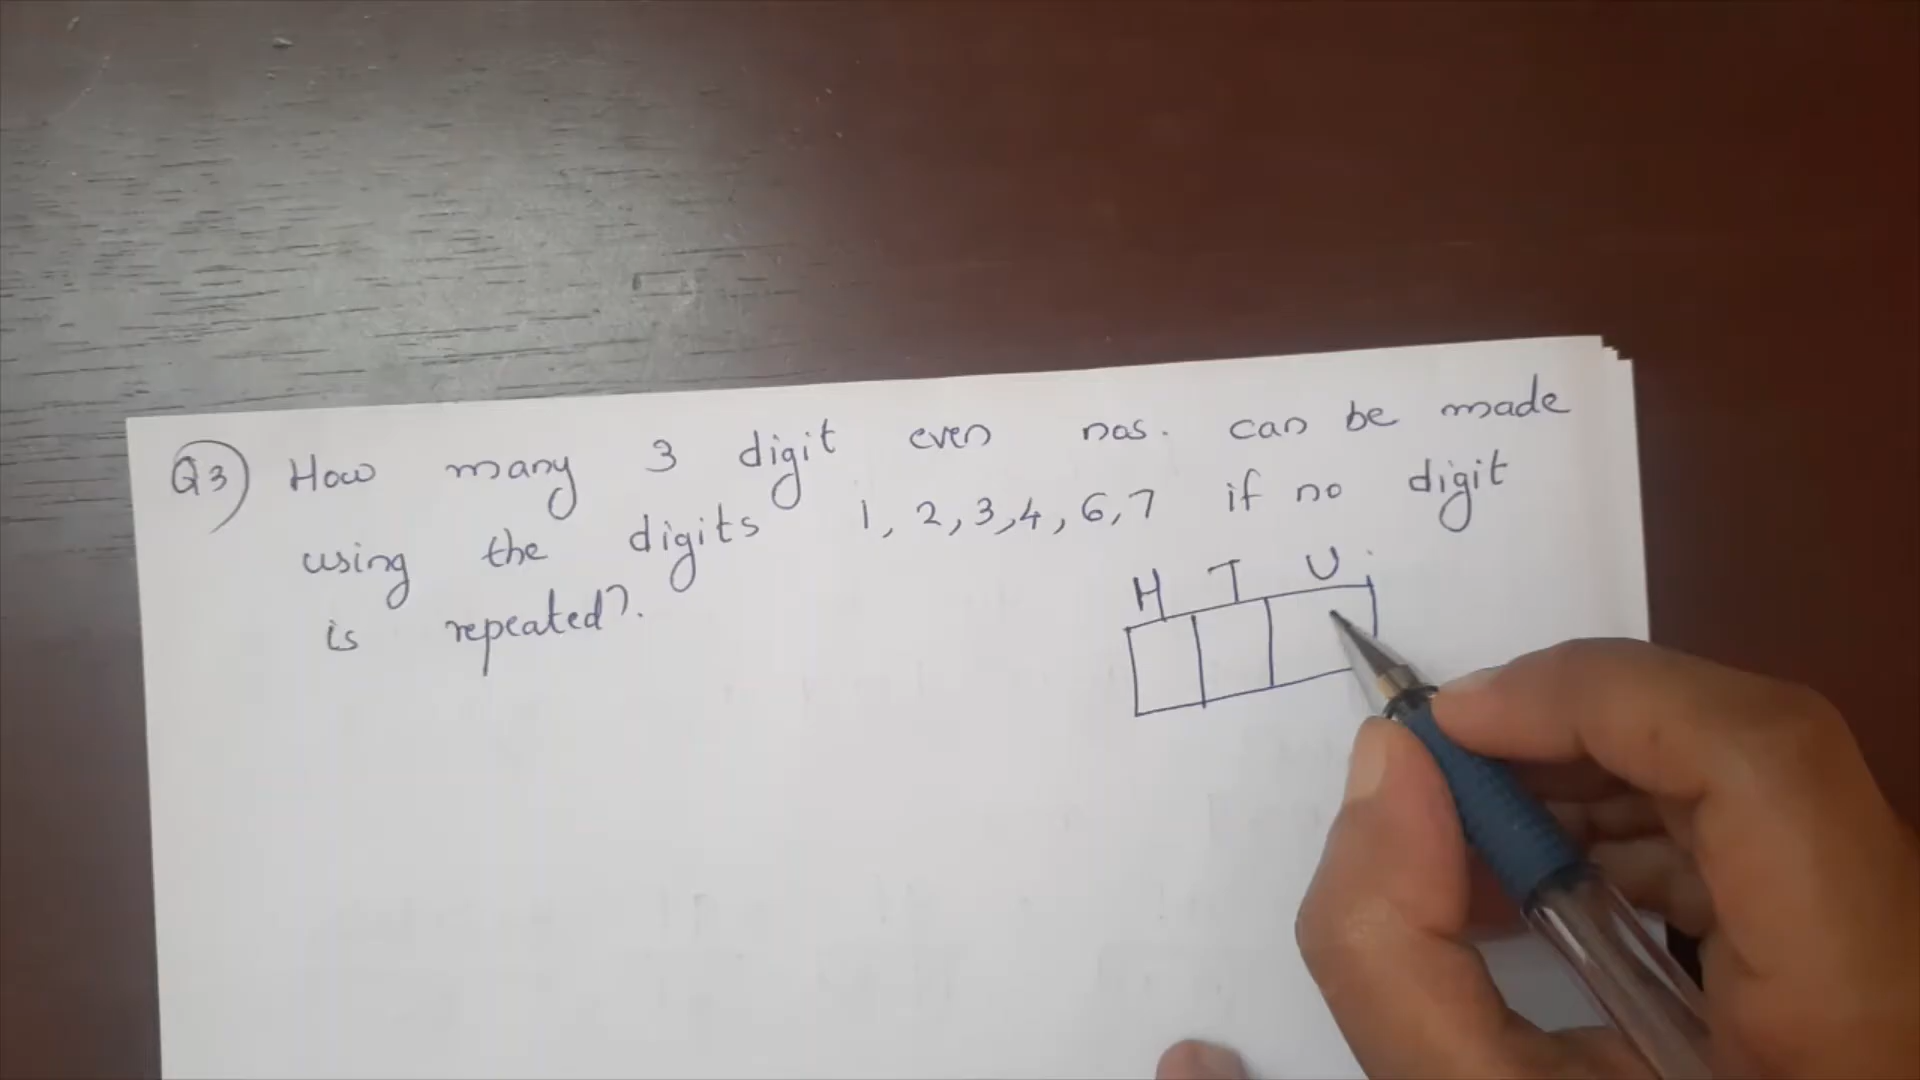 Q3) How many 3 digit even nos. can be made
using the digits 1, 2, 3, 4, 6, 7 if no digit
is repeated?.
H T U